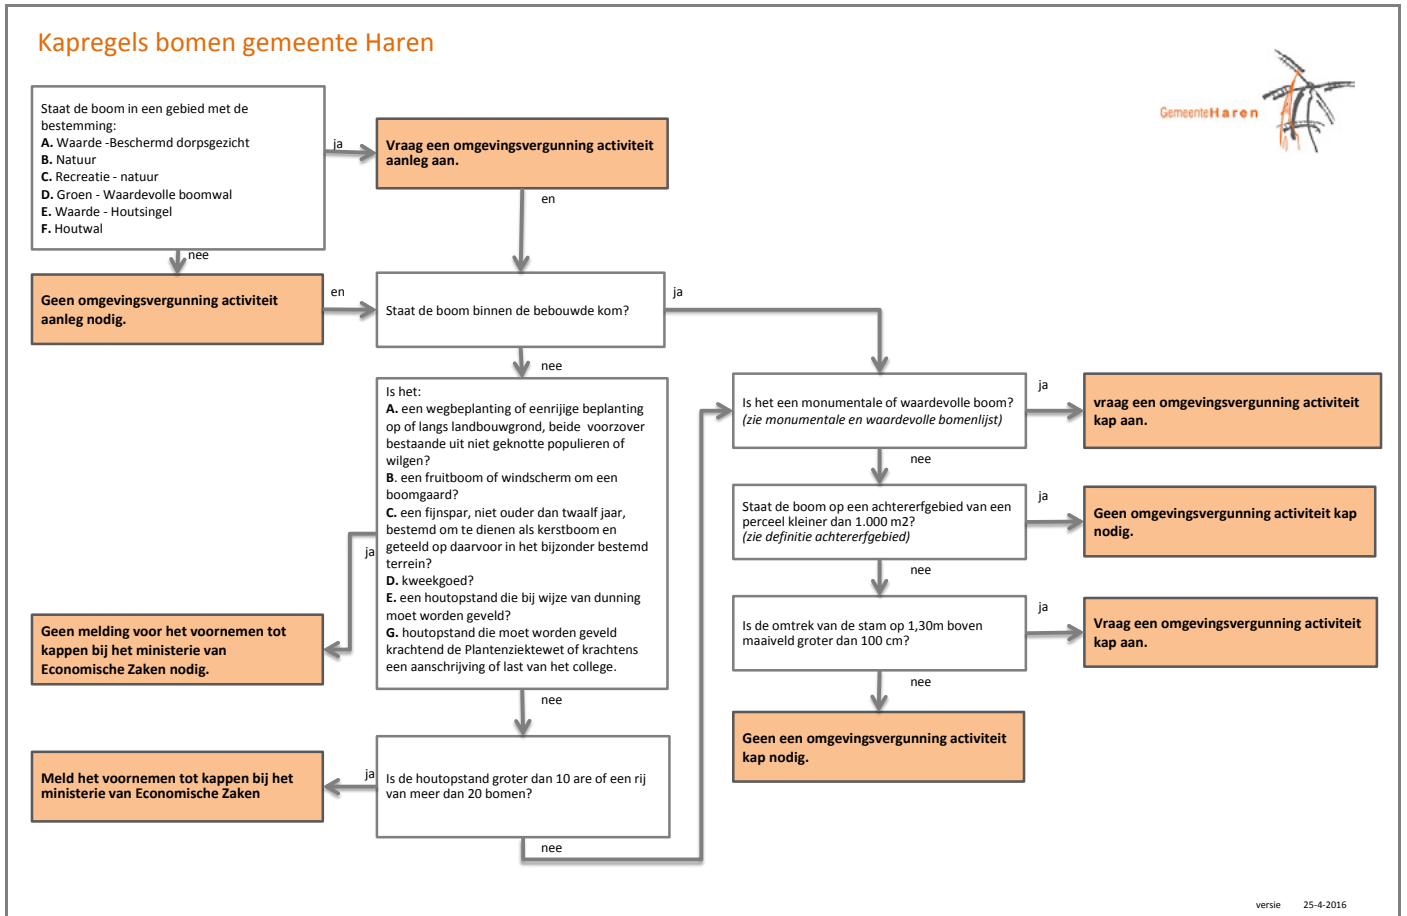 Kapregels bomen gemeente Haren
GemeenteHaren
Staat de boom in een gebied met de
bestemming:
A. Waarde -Beschermd dorpsgezicht
B. Natuur
C. Recreatie - natuur
D. Groen - Waardevolle boomwal
E. Waarde - Houtsingel
F. Houtwal
ja
Vraag een omgevingsvergunning activiteit
aanleg aan.
en
nee
Geen omgevingsvergunning activiteit
aanleg nodig.
en
Staat de boom binnen de bebouwde kom?
ja
nee
Is het:
A. een wegbeplanting of eenrijige beplanting
op of langs landbouwgrond, beide voorzover
bestaande uit niet geknotte populieren of
wilgen?
B. een fruitboom of windscherm om een
boomgaard?
C. een fijnspar, niet ouder dan twaalf jaar,
bestemd om te dienen als kerstboom en
geteeld op daarvoor in het bijzonder bestemd
terrein?
D. kweekgoed?
E. een houtopstand die bij wijze van dunning
moet worden geveld?
G. houtopstand die moet worden geveld
krachtend de Plantenziektewet of krachtens
een aanschrijving of last van het college.
ja
Geen melding voor het voornemen tot
kappen bij het ministerie van
Economische Zaken nodig.
nee
Is de houtopstand groter dan 10 are of een rij
van meer dan 20 bomen?
ja
Meld het voornemen tot kappen bij het
ministerie van Economische Zaken
nee
Is het een monumentale of waardevolle boom?
(zie monumentale en waardevolle bomenlijst)
ja
vraag een omgevingsvergunning activiteit
kap aan.
nee
Staat de boom op een achtererfgebied van een
perceel kleiner dan 1.000 m2?
(zie definitie achtererfgebied)
ja
Geen omgevingsvergunning activiteit kap
nodig.
nee
Is de omtrek van de stam op 1,30m boven
maaiveld groter dan 100 cm?
ja
Vraag een omgevingsvergunning activiteit
kap aan.
nee
Geen een omgevingsvergunning activiteit
kap nodig.
versie 25-4-2016